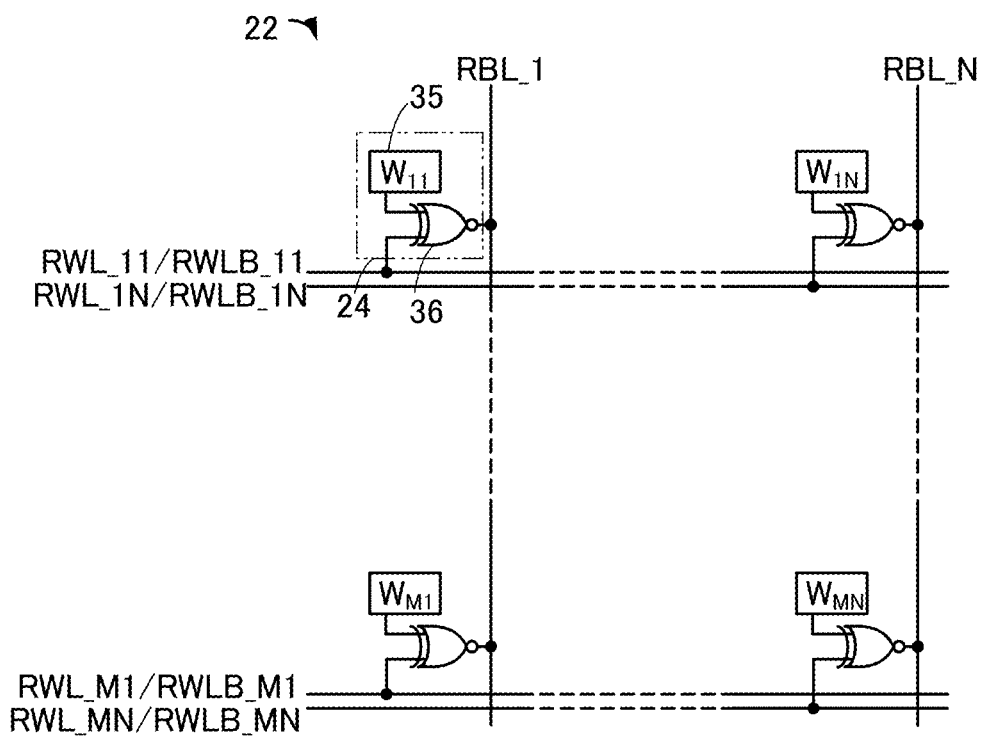 22
RBL_1 RBL_N
35
W11 W1N
RWL_11/RWLB_11
RWL_1N/RWLB_1N
24 36
WM1 WMN
RWL_M1/RWLB_M1
RWL_MN/RWLB_MN